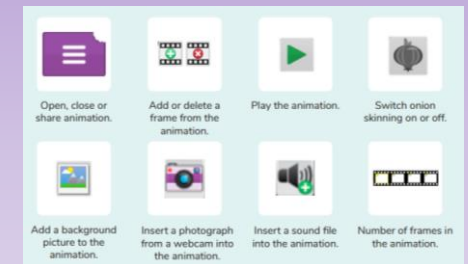 Open, close or
share animation.
Add or delete a
frame from the
animation.
Play the animation.
Switch onion
skinning on or off.
Add a background
picture to the
animation.
Insert a photograph
from a webcam into
the animation.
Insert a sound file
into the animation.
Number of frames in
the animation.